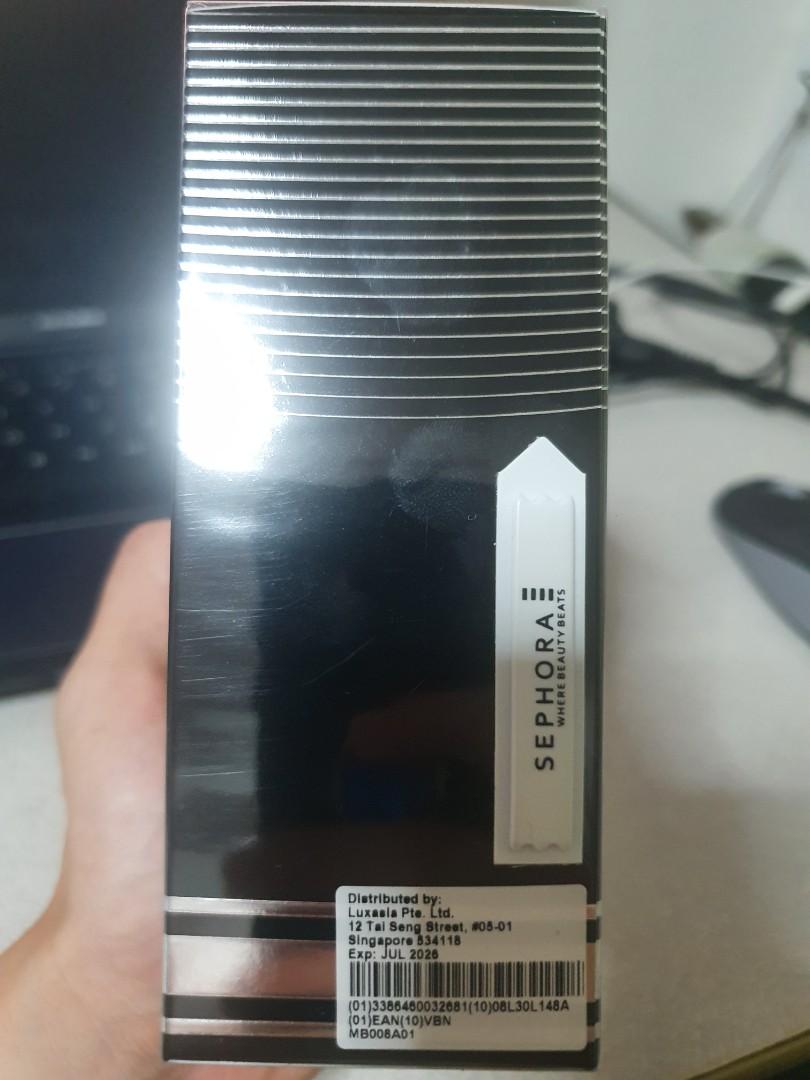 SEPHORA
WHERE BEAUTY BEATS
Distributed by:
Luxasia Pte. Ltd.
12 Tai Seng Street, #05-01
Singapore 534118
Exp: JUL 2026
(01)3386460032681(10)08L30L148A
(01)EAN(10)VBN
MB008A01